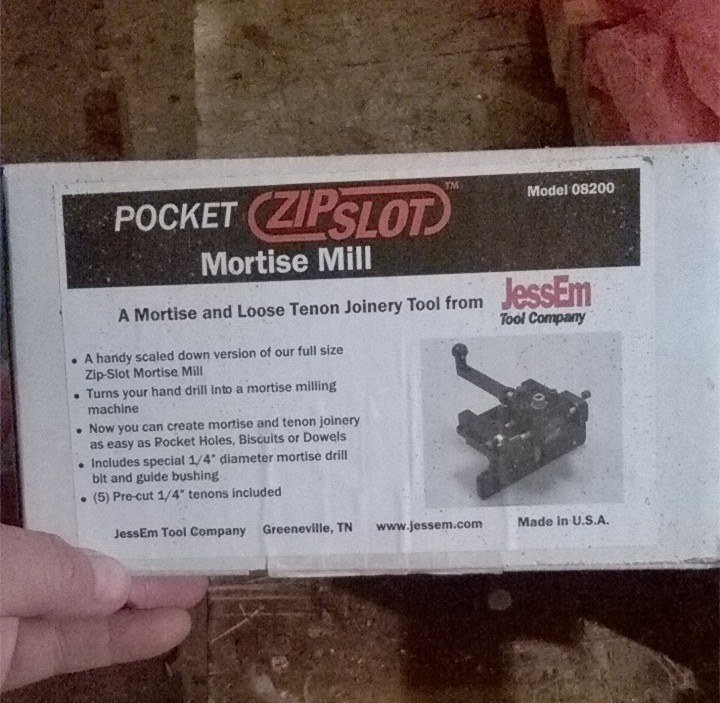 POCKET ZIPSLOT™ Model 08200
Mortise Mill
A Mortise and Loose Tenon Joinery Tool from JessEm
Tool Company
• A handy scaled down version of our full size
Zip-Slot Mortise Mill
• Turns your hand drill into a mortise milling
machine
• Now you can create mortise and tenon joinery
as easy as Pocket Holes, Biscuits or Dowels
• Includes special 1/4" diameter mortise drill
bit and guide bushing
• (5) Pre-cut 1/4" tenons included
JessEm Tool Company Greeneville, TN www.jessem.com Made in U.S.A.